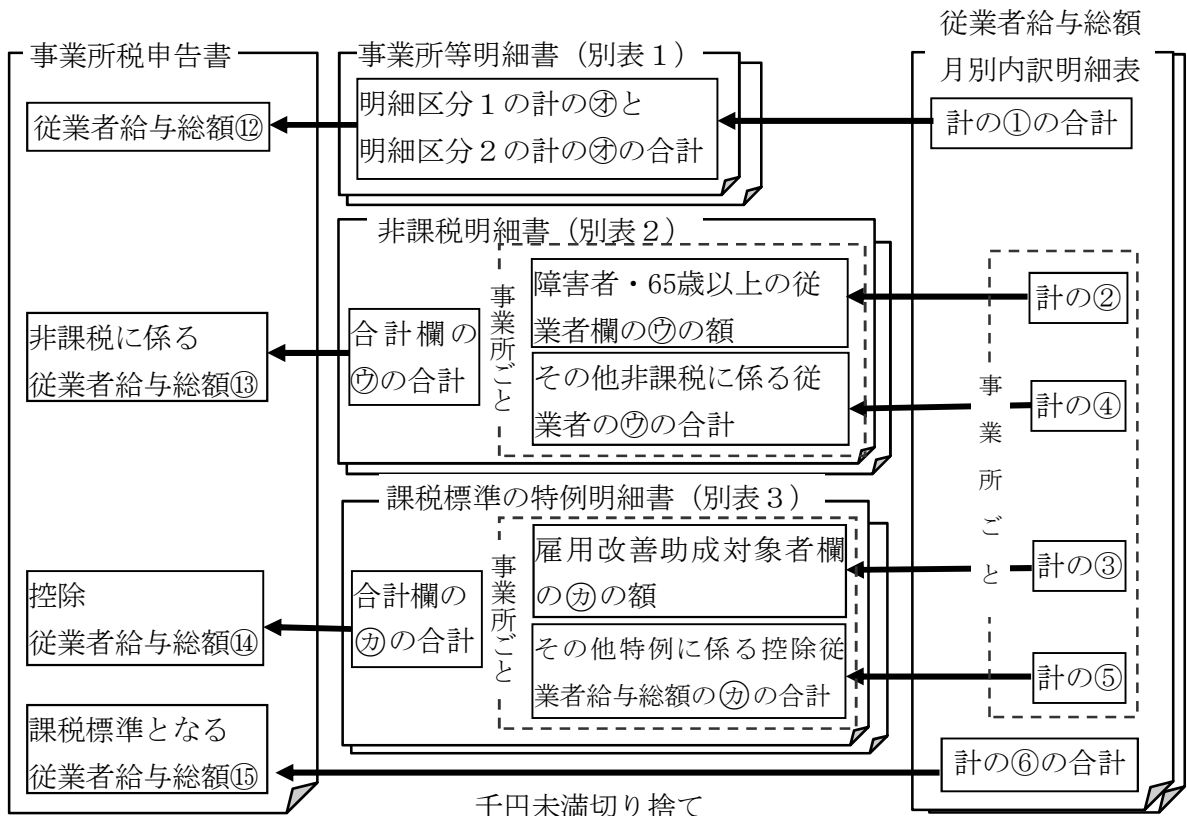 従業者給与総額
月別内訳明細表
事業所税申告書
事業所等明細書（別表１）
従業者給与総額⑫
明細区分１の計の㋔と
明細区分２の計の㋔の合計
計の①の合計
非課税明細書（別表２）
事業所ごと
障害者・65歳以上の従
業者欄の㋒の額
計の②
非課税に係る
従業者給与総額⑬
合計欄の
㋒の合計
その他非課税に係る従
業者の㋒の合計
計の④
事業所ごと
課税標準の特例明細書（別表３）
事業所ごと
雇用改善助成対象者欄
の㋕の額
計の③
控除
従業者給与総額⑭
合計欄の
㋕の合計
その他特例に係る控除従
業者給与総額の㋕の合計
計の⑤
課税標準となる
従業者給与総額⑮
計の⑥の合計
千円未満切り捨て